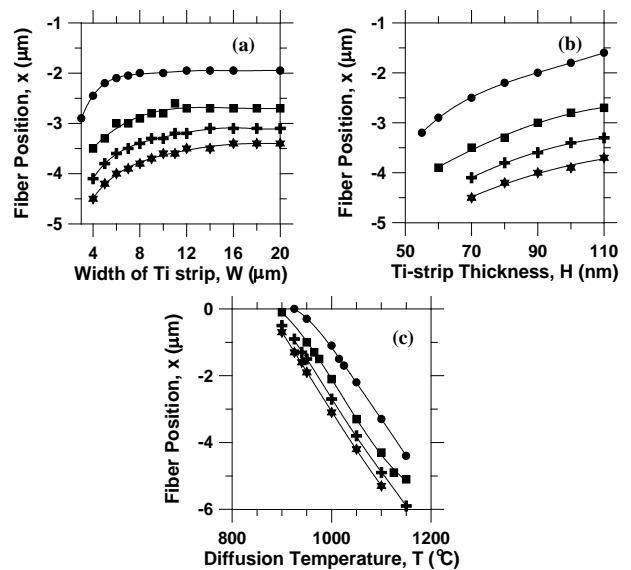 -1
-2
-3
-4
-5
Fiber Position, x (μm)
(a)
4 8 12 16 20
Width of Ti strip, W (μm)
-1
-2
-3
-4
-5
Fiber Position, x (μm)
(b)
50 70 90 110
Ti-strip Thickness, H (nm)
0
-2
-4
-6
Fiber Position, x (μm)
(c)
800 1000 1200
Diffusion Temperature, T (°C)